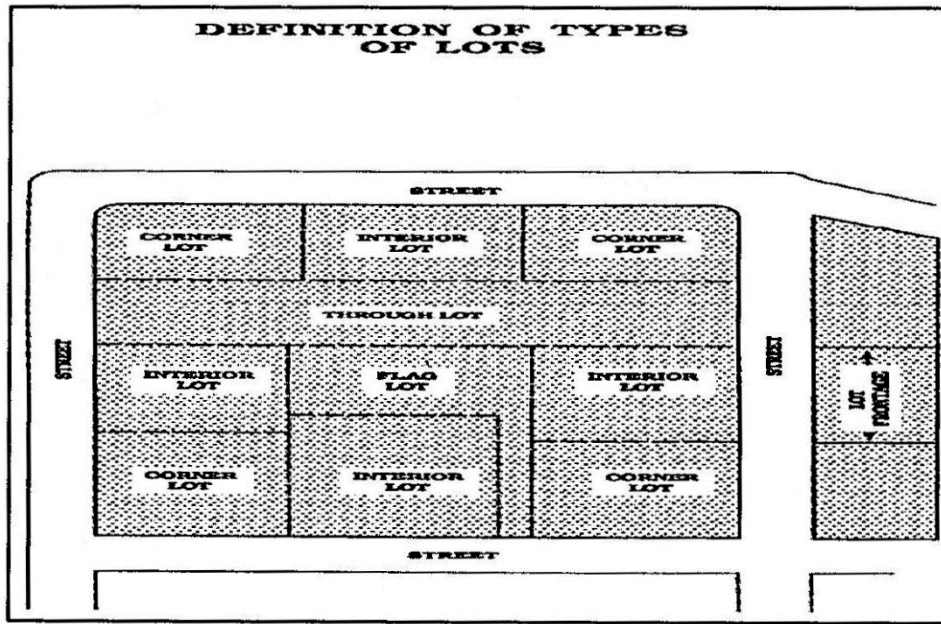 DEFINITION OF TYPES
OF LOTS
STREET
CORNER
LOT
INTERIOR
LOT
CORNER
LOT
THROUGH LOT
STREET
STREET
INTERIOR
LOT
FLAG
LOT
INTERIOR
LOT
LOT
FRONTAGE
CORNER
LOT
INTERIOR
LOT
CORNER
LOT
STREET